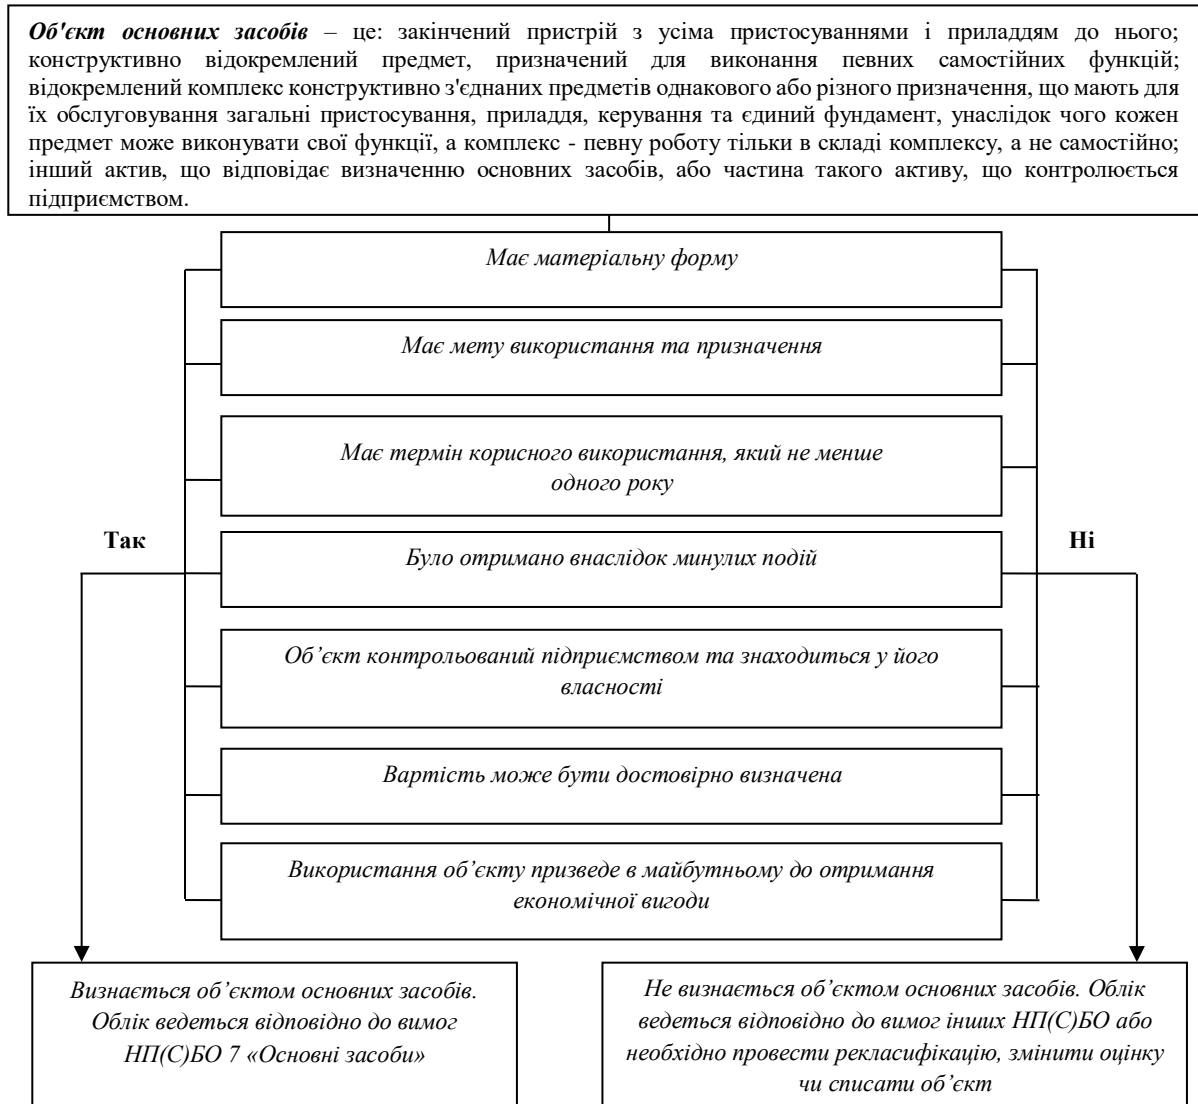 Об'єкт основних засобів – це: закінчений пристрій з усіма пристосуваннями і приладдям до нього;
конструктивно відокремлений предмет, призначений для виконання певних самостійних функцій;
відокремлений комплекс конструктивно з'єднаних предметів однакового або різного призначення, що мають для
їх обслуговування загальні пристосування, приладдя, керування та єдиний фундамент, унаслідок чого кожен
предмет може виконувати свої функції, а комплекс - певну роботу тільки в складі комплексу, а не самостійно;
інший актив, що відповідає визначенню основних засобів, або частина такого активу, що контролюється
підприємством.
Має матеріальну форму
Має мету використання та призначення
Має термін корисного використання, який не менше
одного року
Так
Ні
Було отримано внаслідок минулих подій
Об’єкт контрольований підприємством та знаходиться у його
власності
Вартість може бути достовірно визначена
Використання об’єкту призведе в майбутньому до отримання
економічної вигоди
Визнається об’єктом основних засобів.
Облік ведеться відповідно до вимог
НП(С)БО 7 «Основні засоби»
Не визнається об’єктом основних засобів. Облік
ведеться відповідно до вимог інших НП(С)БО або
необхідно провести рекласифікацію, змінити оцінку
чи списати об’єкт